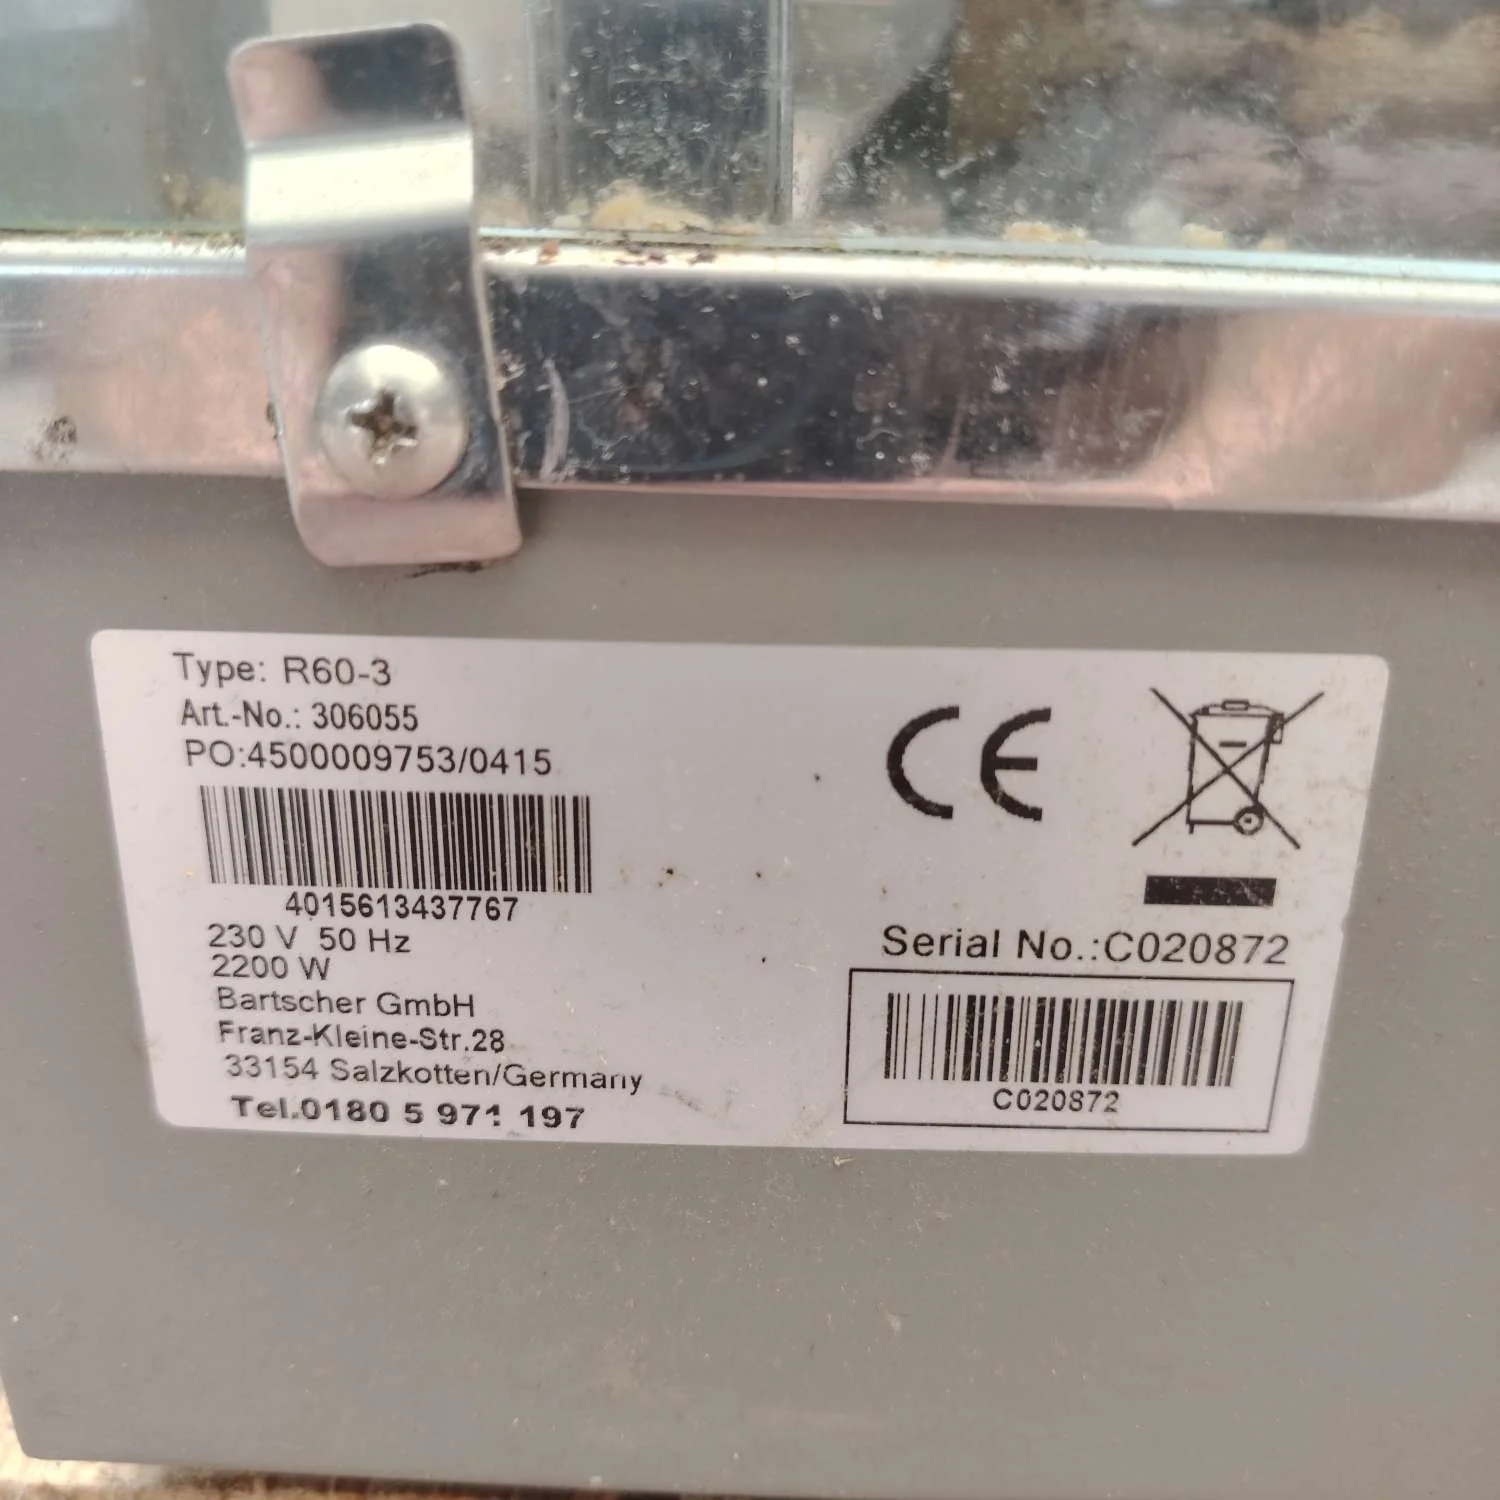 Type: R60-3
Art.-No.: 306055
PO:4500009753/0415
4015613437767
230 V 50 Hz
2200 W
Bartscher GmbH
Franz-Kleine-Str.28
33154 Salzkotten/Germany
Tel.0180 5 971 197
CE
Serial No.:C020872
C020872